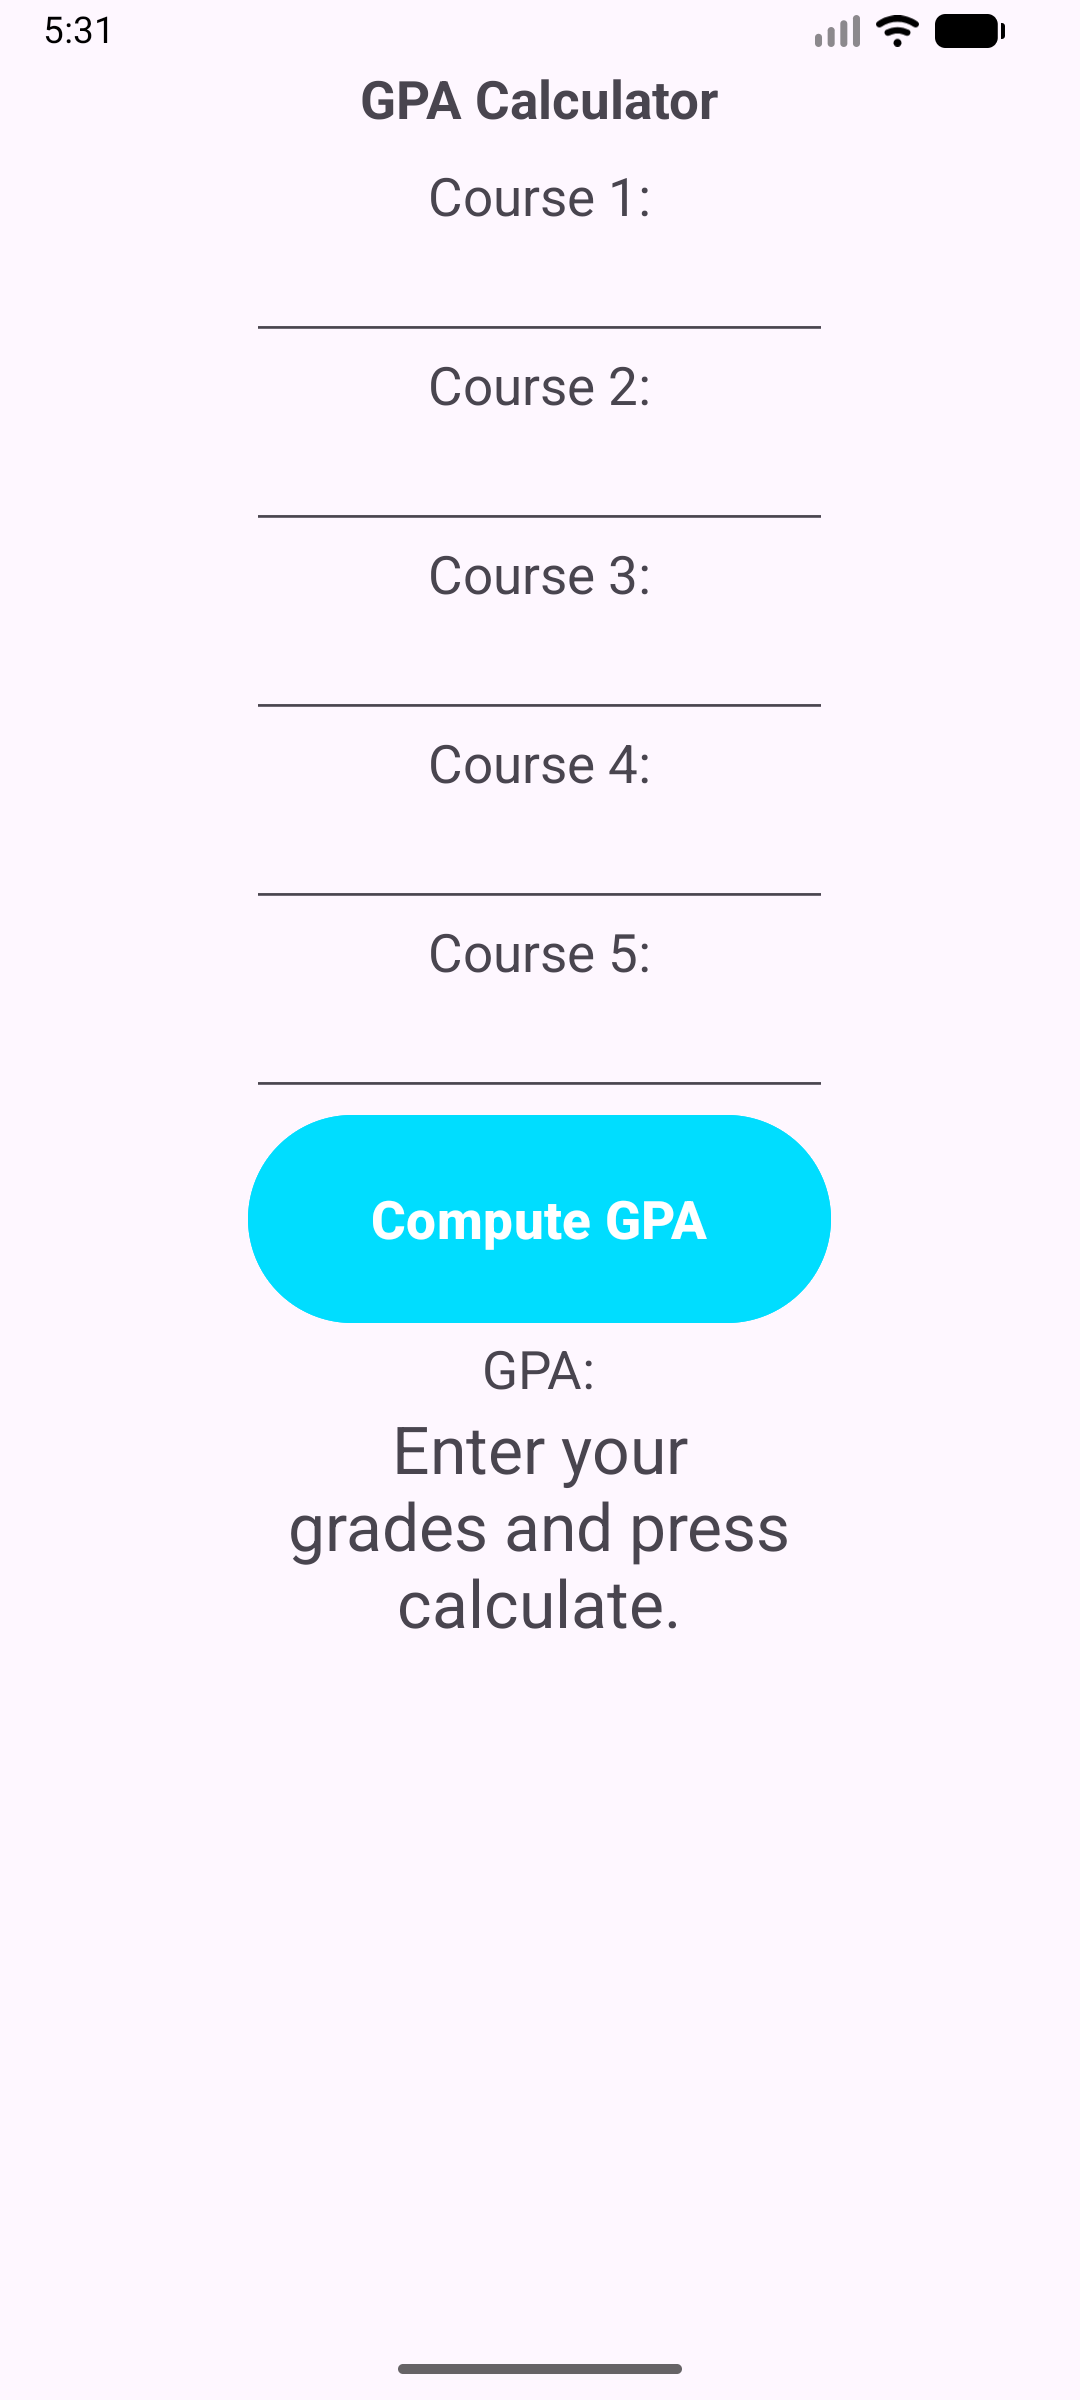 5:31
GPA Calculator
Course 1:
Course 2:
Course 3:
Course 4:
Course 5:
Compute GPA
GPA:
Enter your
grades and press
calculate.